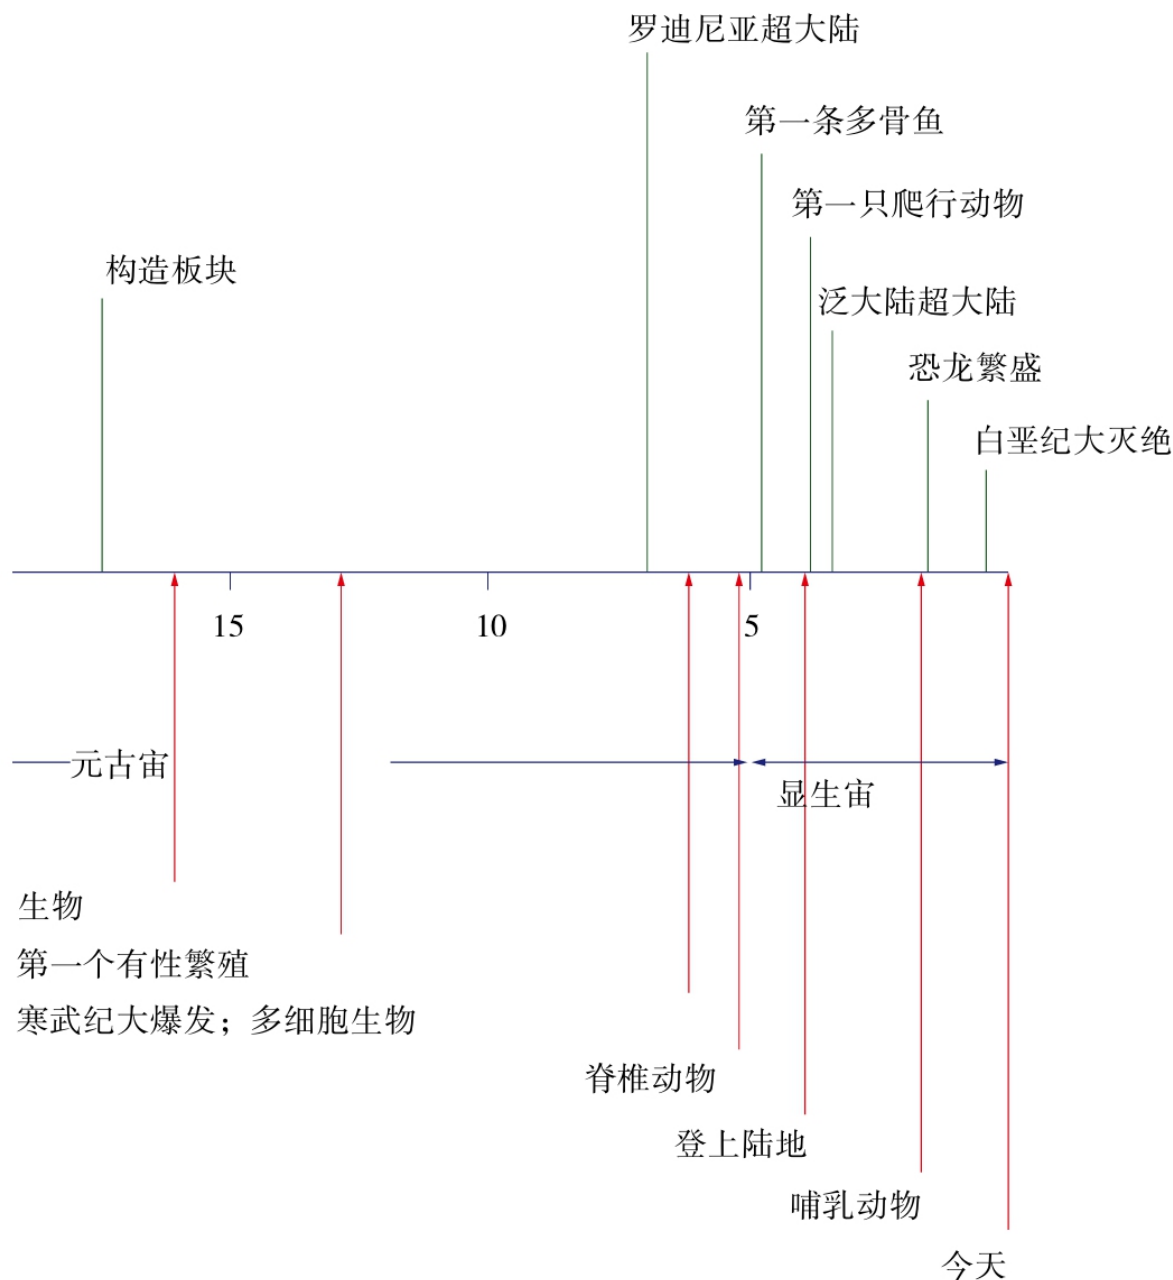 罗迪尼亚超大陆
第一条多骨鱼
第一只爬行动物
构造板块
泛大陆超大陆
恐龙繁盛
白垩纪大灭绝
15
10
5
元古宙
显生宙
生物
第一个有性繁殖
寒武纪大爆发；多细胞生物
脊椎动物
登上陆地
哺乳动物
今天